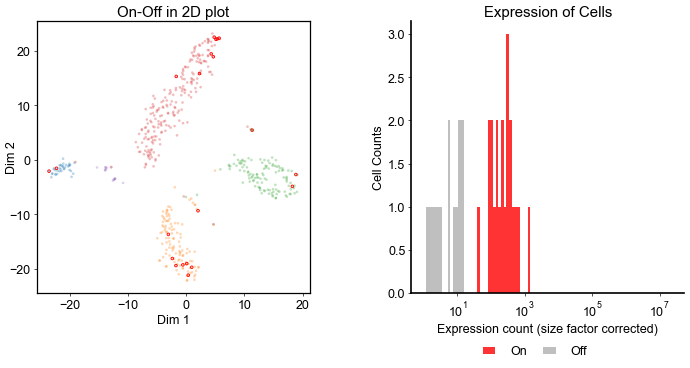 On-Off in 2D plot
20
10
0
−10
−20
Dim 2
−20 −10 0 10 20
Dim 1
Expression of Cells
3.0
2.5
2.0
1.5
1.0
0.5
0.0
Cell Counts
10^1 10^3 10^5 10^7
Expression count (size factor corrected)
On Off